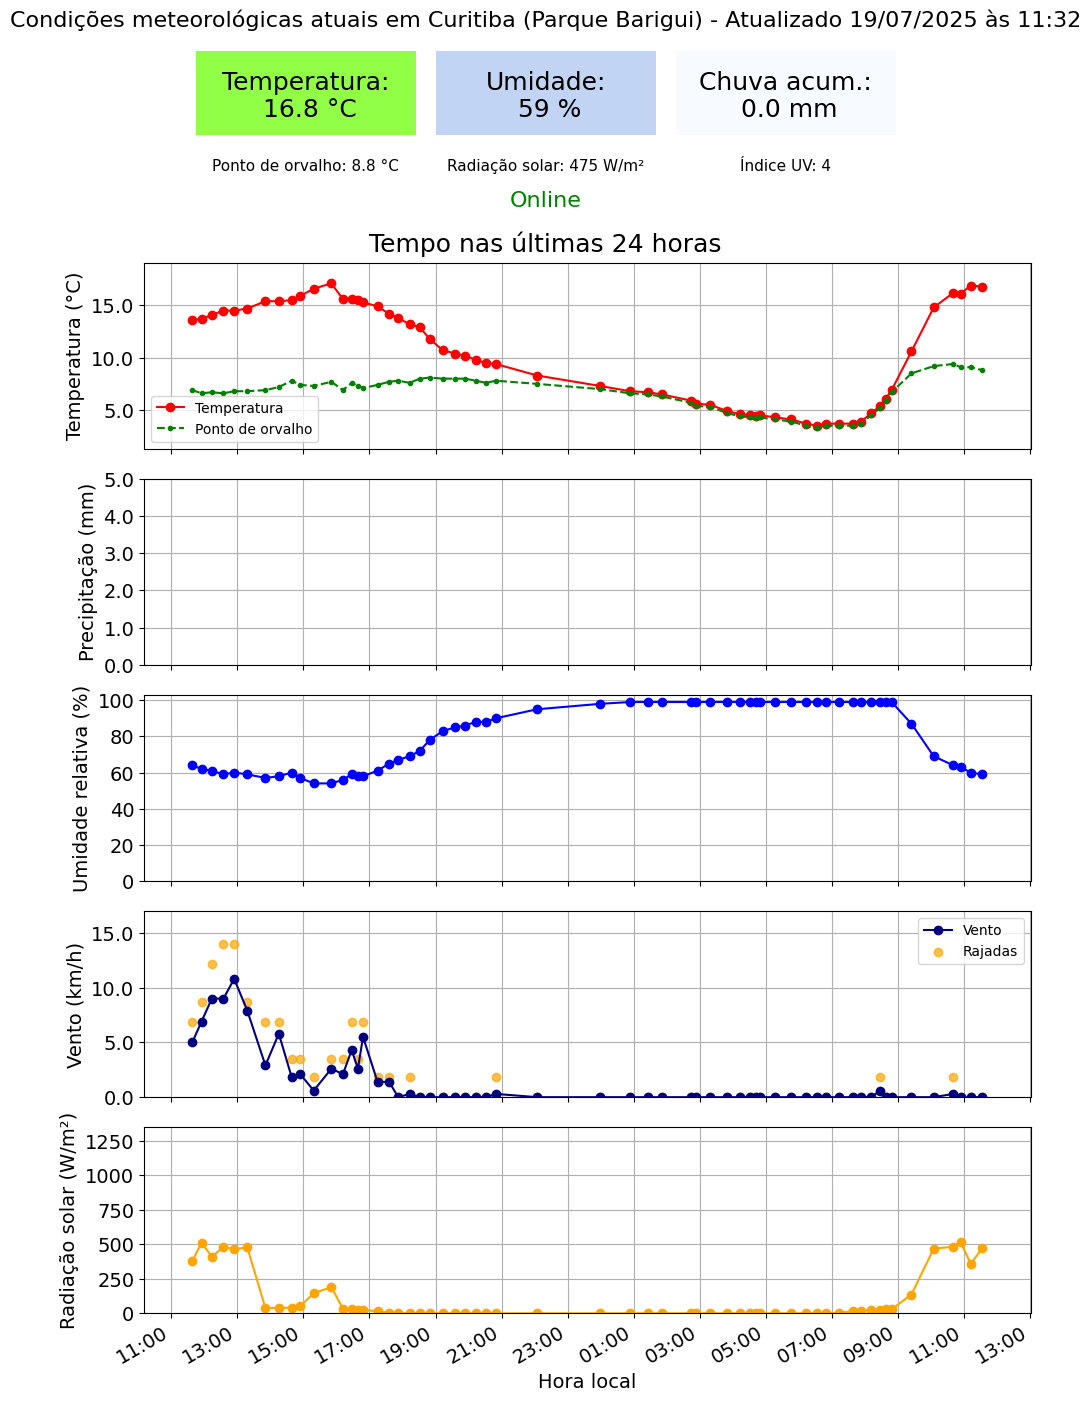 Condições meteorológicas atuais em Curitiba (Parque Barigui) - Atualizado 19/07/2025 às 11:32
Temperatura:
16.8 °C
Umidade:
59 %
Chuva acum.:
0.0 mm
Ponto de orvalho: 8.8 °C
Radiação solar: 475 W/m²
Índice UV: 4
Online
Tempo nas últimas 24 horas
Temperatura (°C)
15.0
10.0
5.0
Temperatura
Ponto de orvalho
Precipitação (mm)
5.0
4.0
3.0
2.0
1.0
0.0
Umidade relativa (%)
100
80
60
40
20
0
Vento (km/h)
15.0
10.0
5.0
0.0
Vento
Rajadas
Radiação solar (W/m²)
1250
1000
750
500
250
0
11:00
13:00
15:00
17:00
19:00
21:00
23:00
01:00
03:00
05:00
07:00
09:00
11:00
13:00
Hora local